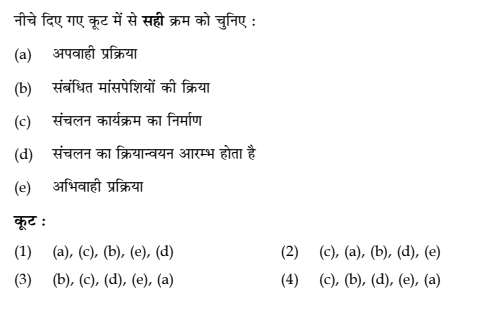 नीचे दिए गए कूट में से सही क्रम को चुनिए :
(a) अपवाही प्रक्रिया
(b) संबंधित मांसपेशियों की क्रिया
(c) संचलन कार्यक्रम का निर्माण
(d) संचलन का क्रियान्वयन आरम्भ होता है
(e) अभिवाही प्रक्रिया
कूट :
(1) (a), (c), (b), (e), (d) (2) (c), (a), (b), (d), (e)
(3) (b), (c), (d), (e), (a) (4) (c), (b), (d), (e), (a)